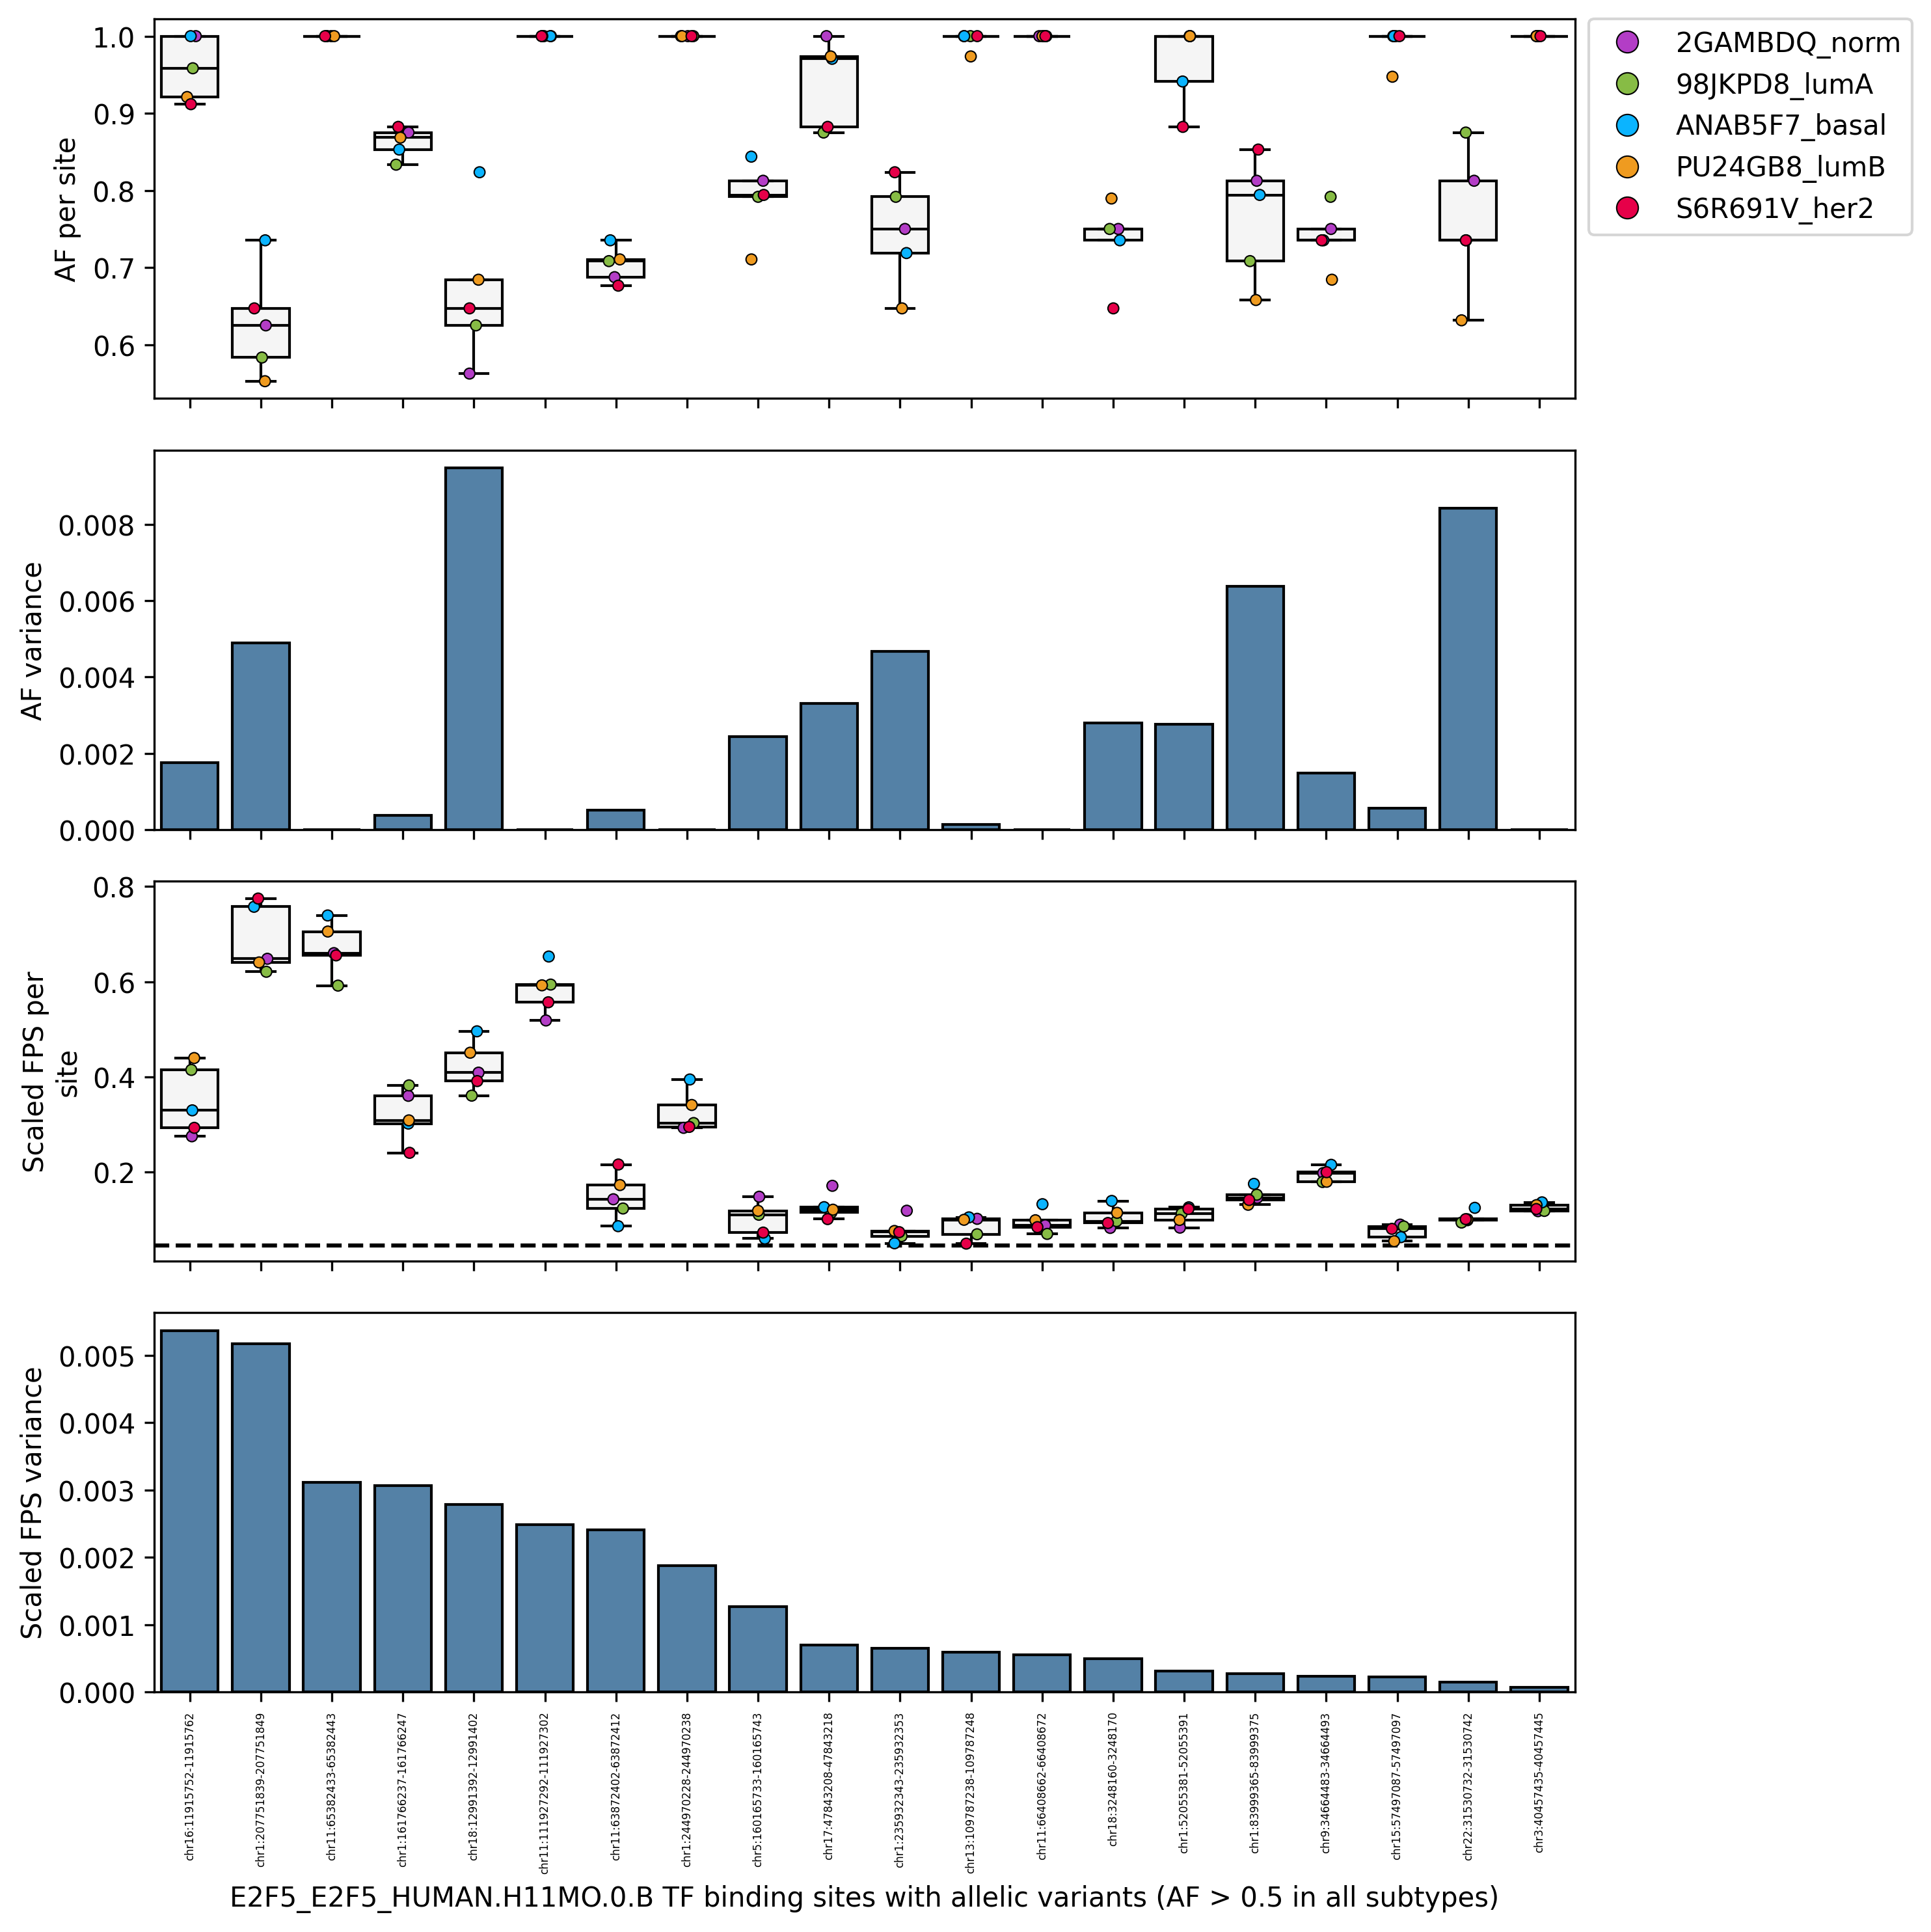 1.0
0.9
0.8
0.7
0.6
AF per site
2GAMBDQ_norm
98JKPD8_lumA
ANAB5F7_basal
PU24GB8_lumB
S6R691V_her2
0.008
0.006
0.004
0.002
0.000
AF variance
0.8
0.6
0.4
0.2
Scaled FPS per
site
0.005
0.004
0.003
0.002
0.001
0.000
Scaled FPS variance
chr16:11915752-11915762
chr1:207751839-207751849
chr11:65382433-65382443
chr1:161766237-161766247
chr18:12991392-12991402
chr11:111927292-111927302
chr11:63872402-63872412
chr1:244970228-244970238
chr5:160165733-160165743
chr17:47843208-47843218
chr1:235932343-235932353
chr13:109787238-109787248
chr11:66408662-66408672
chr18:3248160-3248170
chr1:52055381-52055391
chr1:83999365-83999375
chr9:34664483-34664493
chr15:57497087-57497097
chr22:31530732-31530742
chr3:40457435-40457445
E2F5_E2F5_HUMAN.H11MO.0.B TF binding sites with allelic variants (AF > 0.5 in all subtypes)